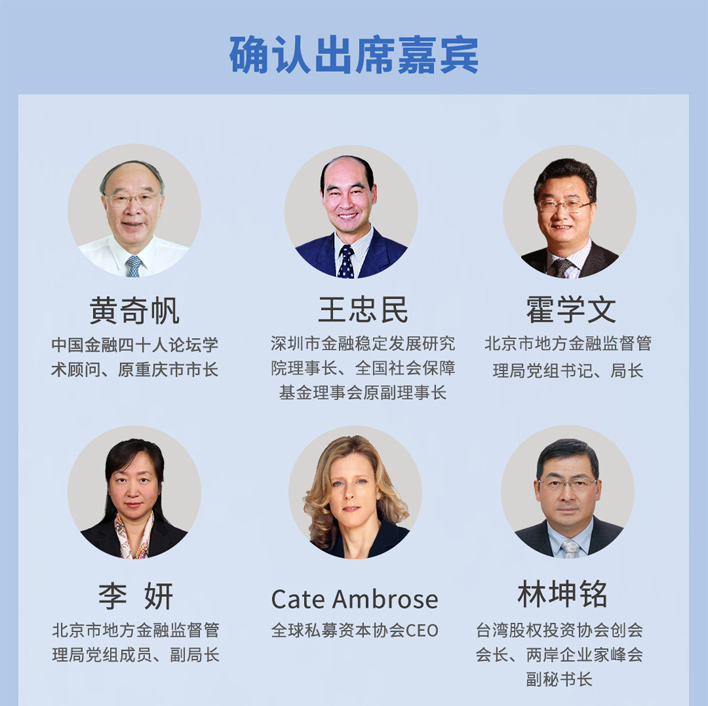 确认出席嘉宾
黄奇帆
中国金融四十人论坛学
术顾问、原重庆市市长
王忠民
深圳市金融稳定发展研究
院理事长、全国社会保障
基金理事会原副理事长
霍学文
北京市地方金融监督管
理局党组书记、局长
李 妍
北京市地方金融监督管
理局党组成员、副局长
Cate Ambrose
全球私募资本协会CEO
林坤铭
台湾股权投资协会创会
会长、两岸企业家峰会
副秘书长